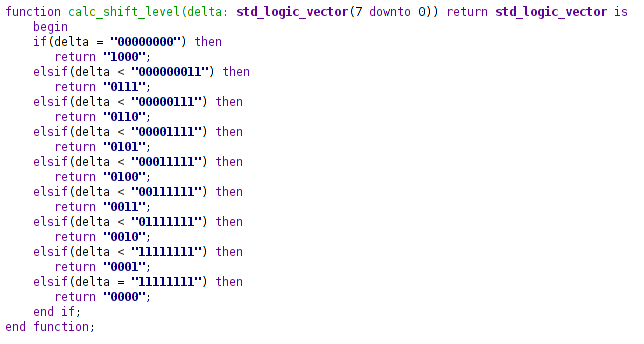 function calc_shift_level(delta: std_logic_vector(7 downto 0)) return std_logic_vector is
    begin
    if(delta = "00000000") then
       return "1000";
    elsif(delta < "000000011") then
       return "0111";
    elsif(delta < "00000111") then
       return "0110";
    elsif(delta < "00001111") then
       return "0101";
    elsif(delta < "00011111") then
       return "0100";
    elsif(delta < "00111111") then
       return "0011";
    elsif(delta < "01111111") then
       return "0010";
    elsif(delta < "11111111") then
       return "0001";
    elsif(delta = "11111111") then
       return "0000";
    end if;
end function;